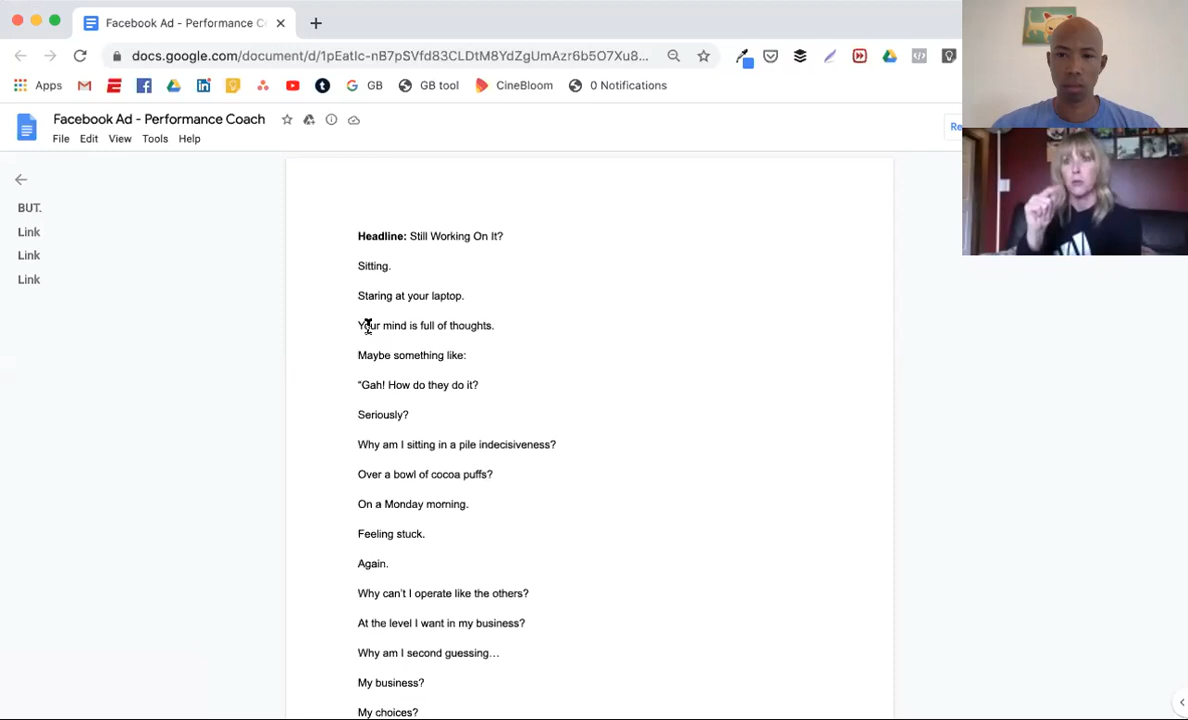 Facebook Ad - Performance C
docs.google.com/document/d/1pEatIc-nB7pSVfd83CLDtM8YdZgUmAzr6b5O7Xu8...
Apps GB GB tool CineBloom 0 Notifications
Facebook Ad - Performance Coach
Re
File Edit View Tools Help
BUT.
Link
Link
Link
Headline: Still Working On It?
Sitting.
Staring at your laptop.
Your mind is full of thoughts.
Maybe something like:
“Gah! How do they do it?
Seriously?
Why am I sitting in a pile indecisiveness?
Over a bowl of cocoa puffs?
On a Monday morning.
Feeling stuck.
Again.
Why can’t I operate like the others?
At the level I want in my business?
Why am I second guessing…
My business?
My choices?